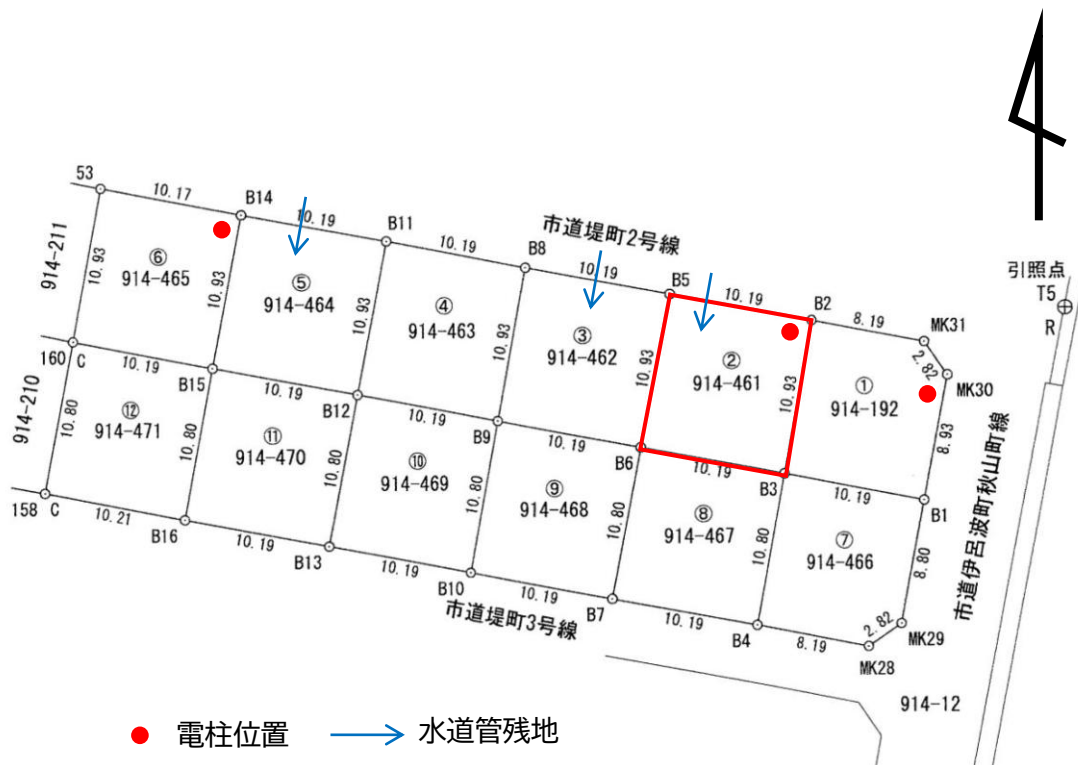 53
10.17
B14
10.19
B11
10.19
B8
市道堤町2号線
10.19
B5
10.19
B2
8.19
MK31
2.82
MK30
引照点
T5
R
914-211
10.93
⑥
914-465
10.93
⑤
914-464
10.93
④
914-463
10.93
③
914-462
10.93
②
914-461
10.93
①
914-192
8.93
160
C
10.19
B15
10.19
B12
10.19
B9
10.19
B6
10.19
B3
10.19
B1
市道伊呂波町秋山町線
914-210
10.80
⑫
914-471
10.80
⑪
914-470
10.80
⑩
914-469
10.80
⑨
914-468
10.80
⑧
914-467
10.80
⑦
914-466
8.80
158
C
10.21
B16
10.19
B13
10.19
B10
10.19
B7
10.19
B4
8.19
MK28
2.82
MK29
市道堤町3号線
914-12
電柱位置
水道管残地